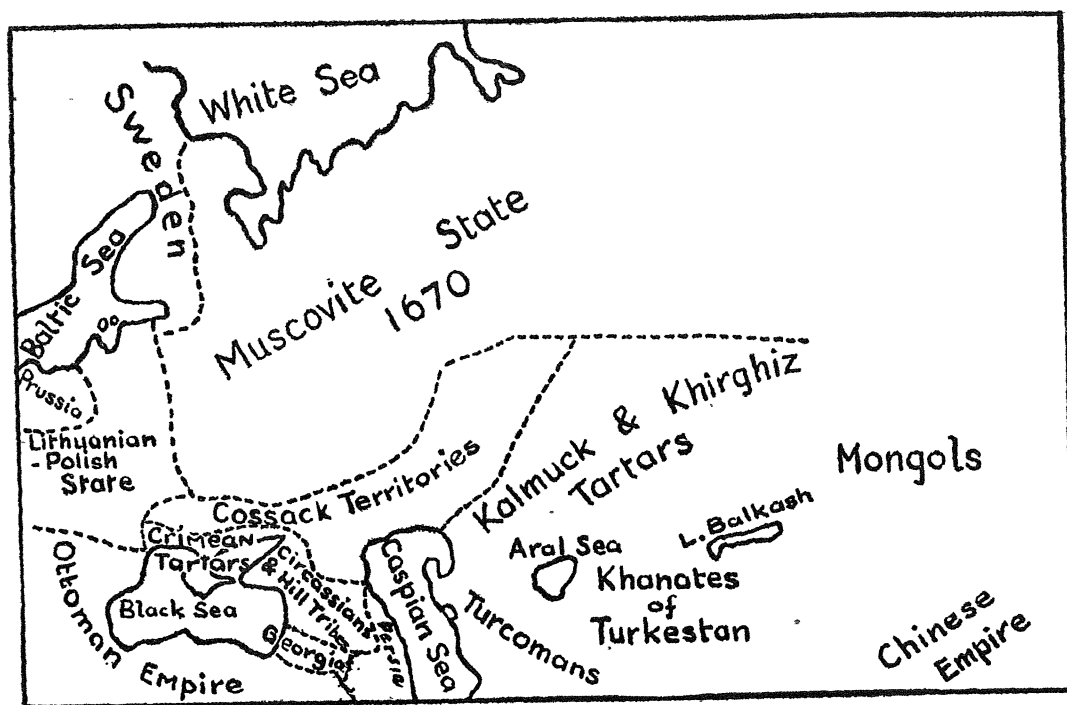 White Sea
Sweden
Baltic Sea
Muscovite State
1670
Prussia
Lithuanian
- Polish
State
Cossack Territories
Kalmuck & Khirghiz
Tartars
Mongols
Crimean
Tartars
Circassians
& Hill Tribes
Black Sea
Georgia
Persia
Caspian Sea
Aral Sea
L. Balkash
Khanates
of
Turkestan
Turcomans
Ottoman Empire
Chinese
Empire